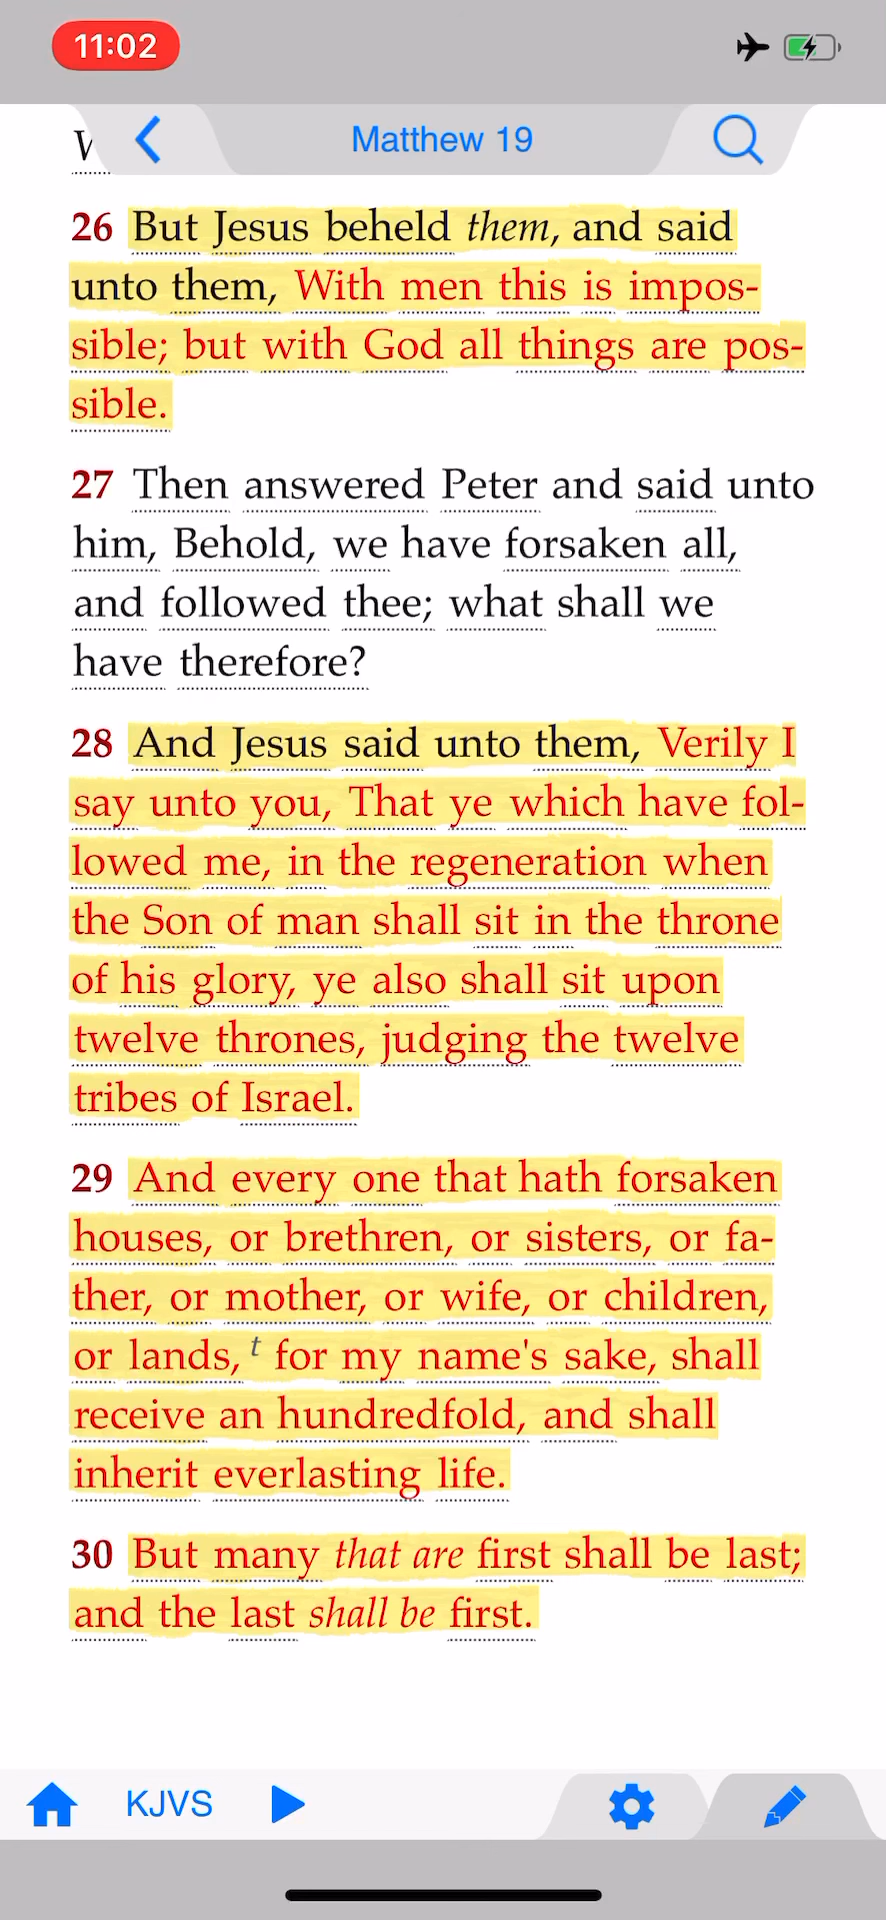 11:02
Matthew 19
26 But Jesus beheld them, and said
unto them, With men this is impos-
sible; but with God all things are pos-
sible.
27 Then answered Peter and said unto
him, Behold, we have forsaken all,
and followed thee; what shall we
have therefore?
28 And Jesus said unto them, Verily I
say unto you, That ye which have fol-
lowed me, in the regeneration when
the Son of man shall sit in the throne
of his glory, ye also shall sit upon
twelve thrones, judging the twelve
tribes of Israel.
29 And every one that hath forsaken
houses, or brethren, or sisters, or fa-
ther, or mother, or wife, or children,
or lands, t for my name's sake, shall
receive an hundredfold, and shall
inherit everlasting life.
30 But many that are first shall be last;
and the last shall be first.
KJVS